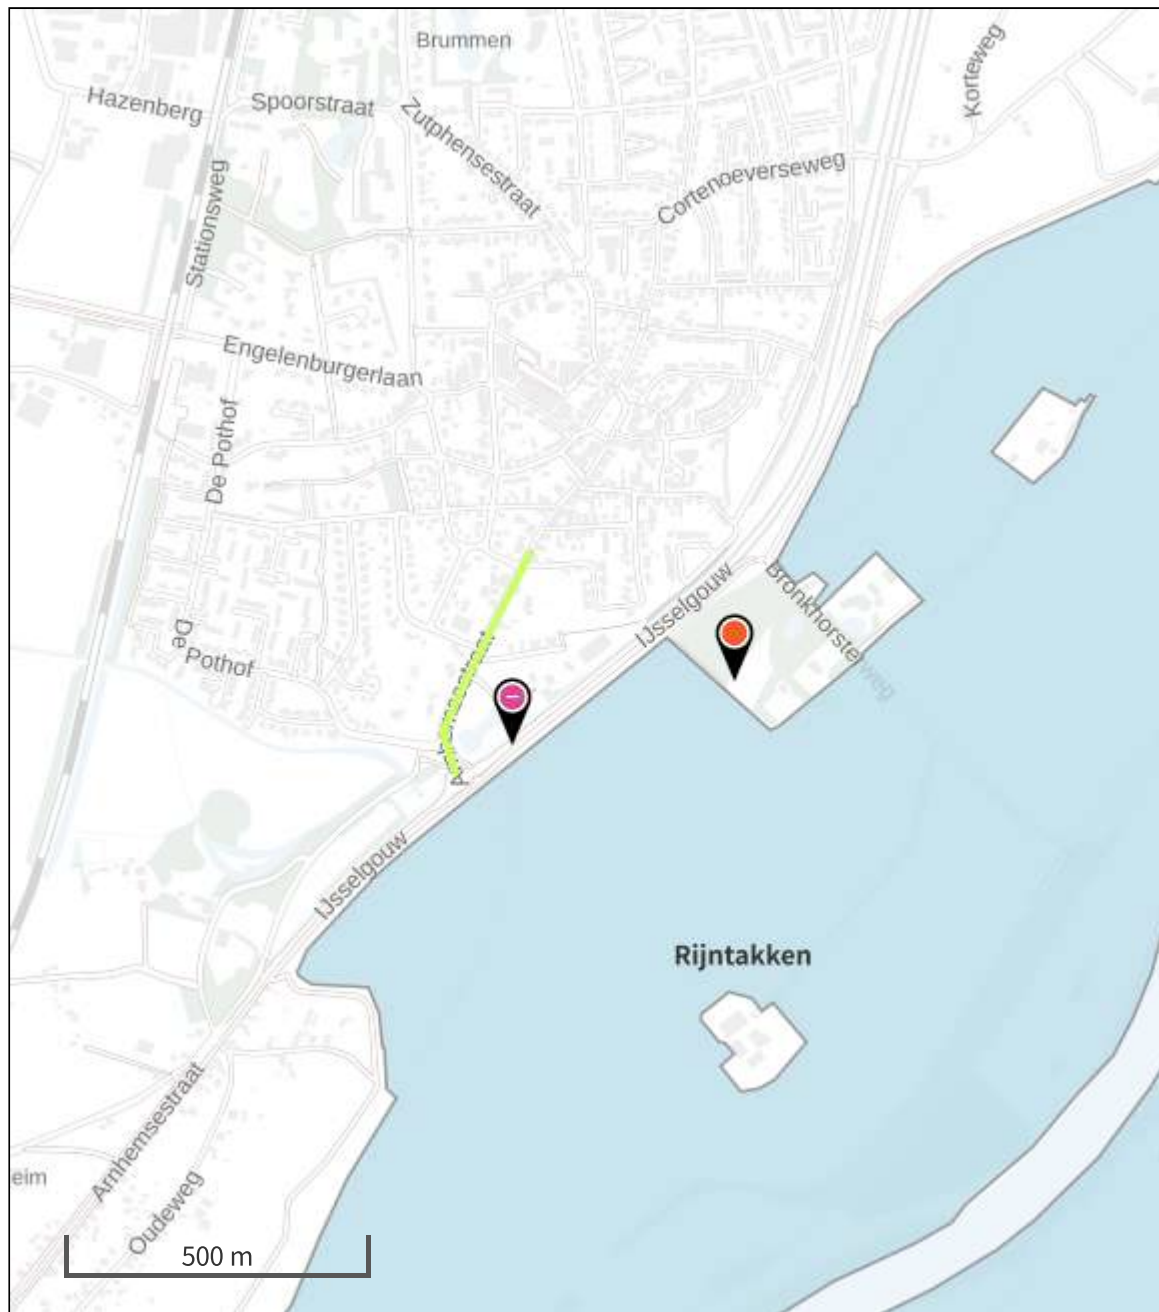 Brummen
Korteweg
Hazenberg
Spoorstraat
Zutphensestraat
Cortenoeverseweg
Stationsweg
Engelenburgerlaan
De Pothof
IJsselgouw
Bronkhorsterweg
De
Pothof
IJsselgouw
Rijntakken
Arnhemsestraat
eim
Oudeweg
500 m